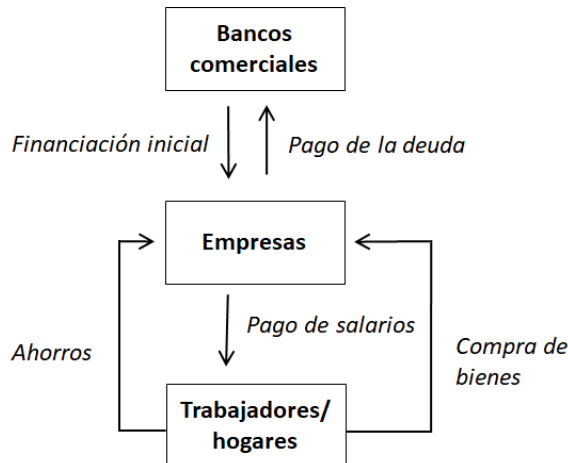 Bancos
comerciales
Financiación inicial
Pago de la deuda
Empresas
Pago de salarios
Ahorros
Compra de
bienes
Trabajadores/
hogares